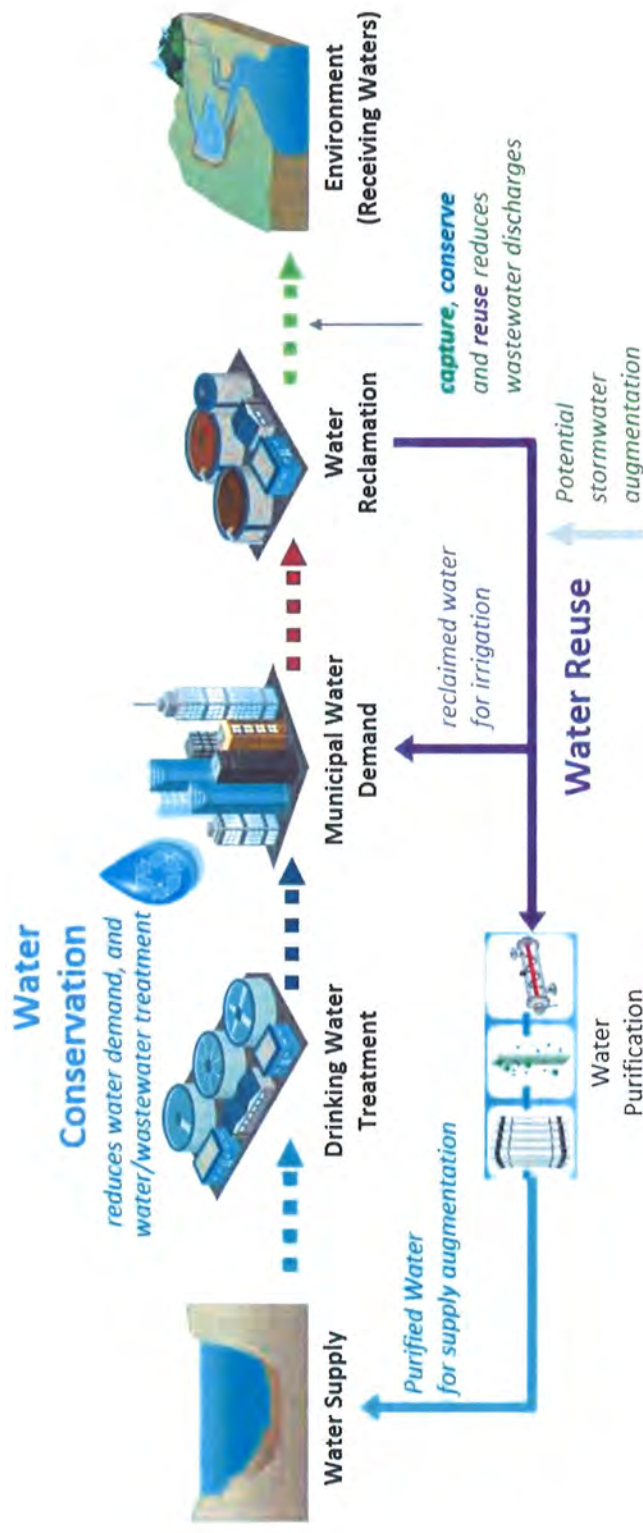 Water
Conservation
reduces water demand, and
water/wastewater treatment
Water Supply
Drinking Water
Treatment
Municipal Water
Demand
Water
Reclamation
Environment
(Receiving Waters)
Purified Water
for supply augmentation
reclaimed water
for irrigation
capture, conserve
and reuse reduces
wastewater discharges
Water
Purification
Water Reuse
Potential
stormwater
augmentation